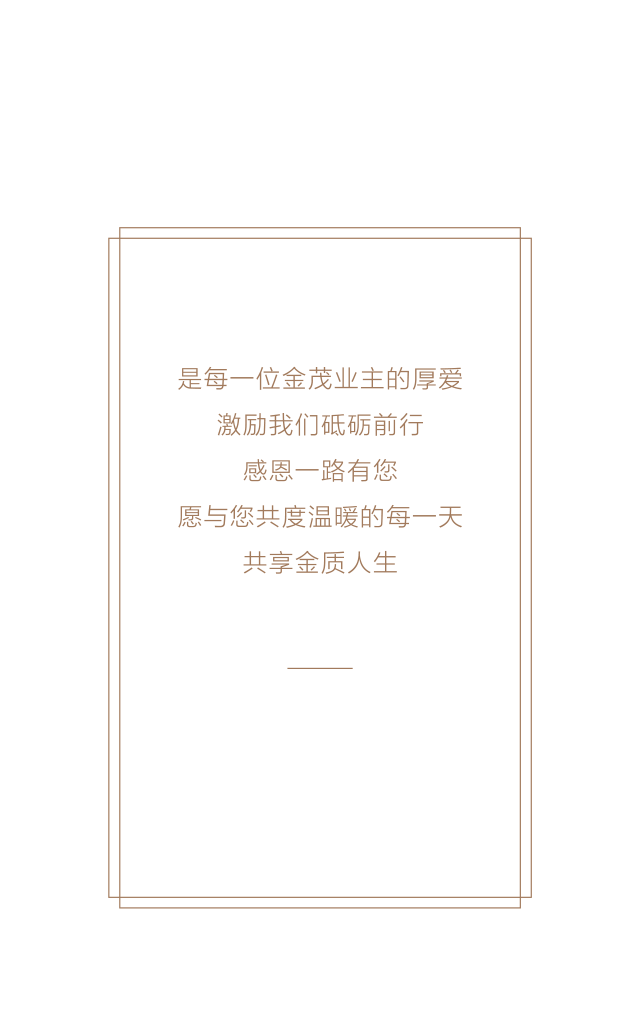 是每一位金茂业主的厚爱
激励我们砥砺前行
感恩一路有您
愿与您共度温暖的每一天
共享金质人生